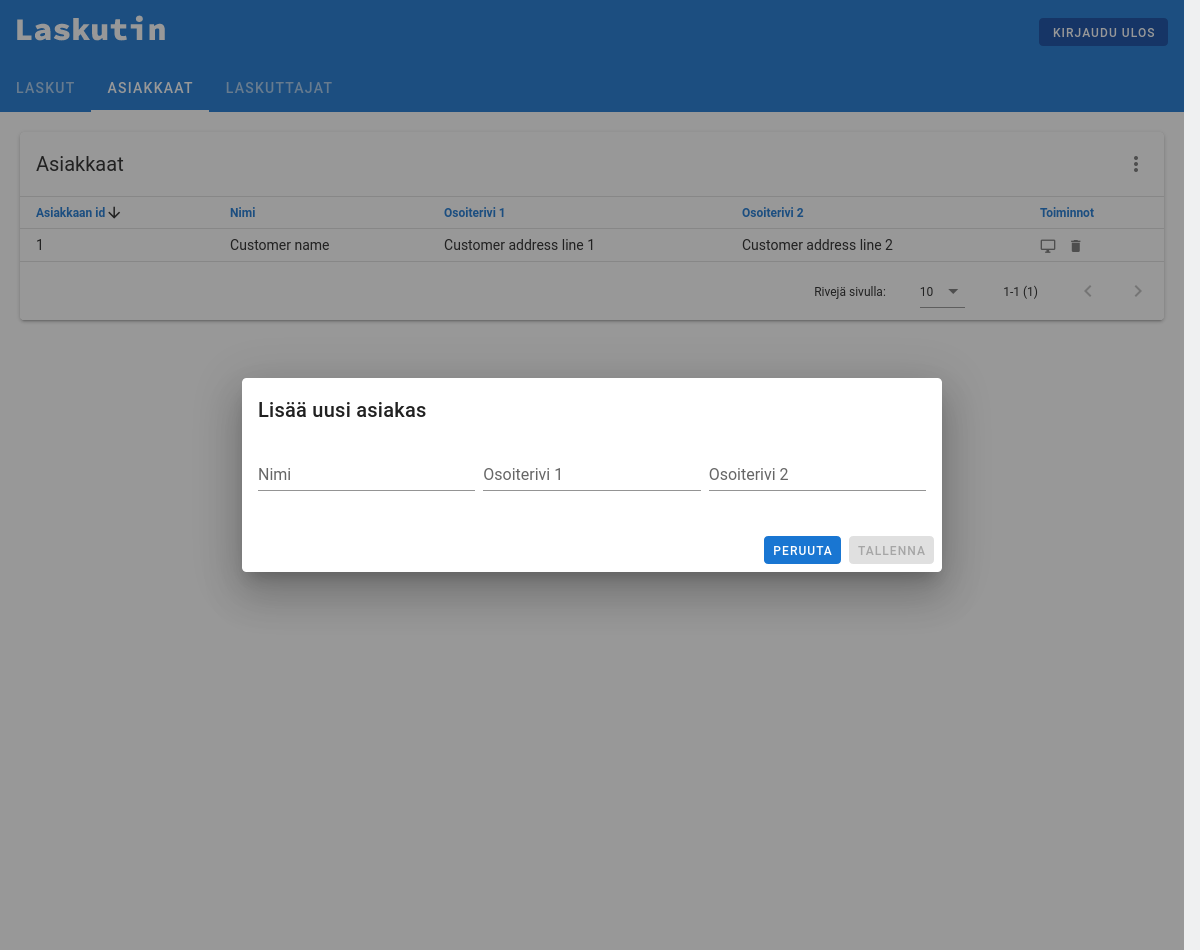 Laskutin
KIRJAUDU ULOS
LASKUT ASIAKKAAT LASKUTTAJAT
Asiakkaat
Asiakkaan id Nimi Osoiterivi 1 Osoiterivi 2 Toiminnot
1 Customer name Customer address line 1 Customer address line 2
Rivejä sivulla: 10 1-1 (1)
Lisää uusi asiakas
Nimi Osoiterivi 1 Osoiterivi 2
PERUUTA TALLENNA